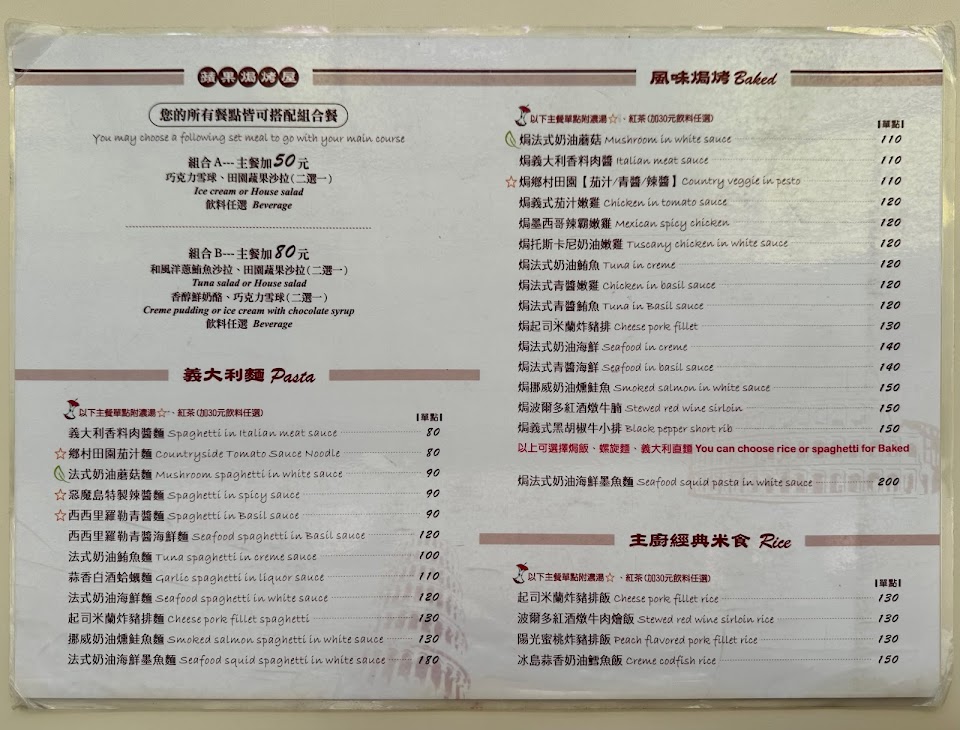 蘋果焗烤屋
您的所有餐點皆可搭配組合餐
You may choose a following set meal to go with your main course
組合A---主餐加50元
巧克力雪球、田園蔬果沙拉(二選一)
Ice cream or House salad
飲料任選 Beverage
組合B---主餐加80元
和風洋蔥鮪魚沙拉、田園蔬果沙拉(二選一)
Tuna salad or House salad
香醇鮮奶酪、巧克力雪球(二選一)
Creme pudding or ice cream with chocolate syrup
飲料任選 Beverage
義大利麵 Pasta
以下主餐單點附濃湯☆、紅茶(加30元飲料任選)
單點
義大利香料肉醬麵 Spaghetti in Italian meat sauce 80
☆鄉村田園茄汁麵 Countryside Tomato Sauce Noodle 80
法式奶油蘑菇麵 Mushroom spaghetti in white sauce 90
☆惡魔島特製辣醬麵 Spaghetti in spicy sauce 90
☆西西里羅勒青醬麵 Spaghetti in Basil sauce 90
西西里羅勒青醬海鮮麵 Seafood spaghetti in Basil sauce 120
法式奶油鮪魚麵 Tuna spaghetti in creme sauce 100
蒜香白酒蛤蠣麵 Garlic spaghetti in liquor sauce 110
法式奶油海鮮麵 Seafood spaghetti in white sauce 120
起司米蘭炸豬排麵 Cheese pork fillet spaghetti 130
挪威奶油燻鮭魚麵 Smoked salmon spaghetti in white sauce 130
法式奶油海鮮墨魚麵 Seafood squid spaghetti in white sauce 180
風味焗烤 Baked
以下主餐單點附濃湯☆、紅茶(加30元飲料任選)
單點
焗法式奶油蘑菇 Mushroom in white sauce 110
焗義大利香料肉醬 Italian meat sauce 110
☆焗鄉村田園【茄汁/青醬/辣醬】Country veggie in pesto 110
焗義式茄汁嫩雞 Chicken in tomato sauce 120
焗墨西哥辣霸嫩雞 Mexican spicy chicken 120
焗托斯卡尼奶油嫩雞 Tuscany chicken in white sauce 120
焗法式奶油鮪魚 Tuna in creme 120
焗法式青醬嫩雞 Chicken in basil sauce 120
焗法式青醬鮪魚 Tuna in Basil sauce 120
焗起司米蘭炸豬排 Cheese pork fillet 130
焗法式奶油海鮮 Seafood in creme 140
焗法式青醬海鮮 Seafood in basil sauce 140
焗挪威奶油燻鮭魚 Smoked salmon in white sauce 150
焗波爾多紅酒燉牛腩 Stewed red wine sirloin 150
焗義式黑胡椒牛小排 Black pepper short rib 150
以上可選擇焗飯、螺旋麵、義大利直麵 You can choose rice or spaghetti for Baked
焗法式奶油海鮮墨魚麵 Seafood squid pasta in white sauce 200
主廚經典米食 Rice
以下主餐單點附濃湯☆、紅茶(加30元飲料任選)
單點
起司米蘭炸豬排飯 Cheese pork fillet rice 130
波爾多紅酒燉牛肉燴飯 Stewed red wine sirloin rice 130
陽光蜜桃炸豬排飯 Peach flavored pork fillet rice 130
冰島蒜香奶油鱈魚飯 Creme codfish rice 150